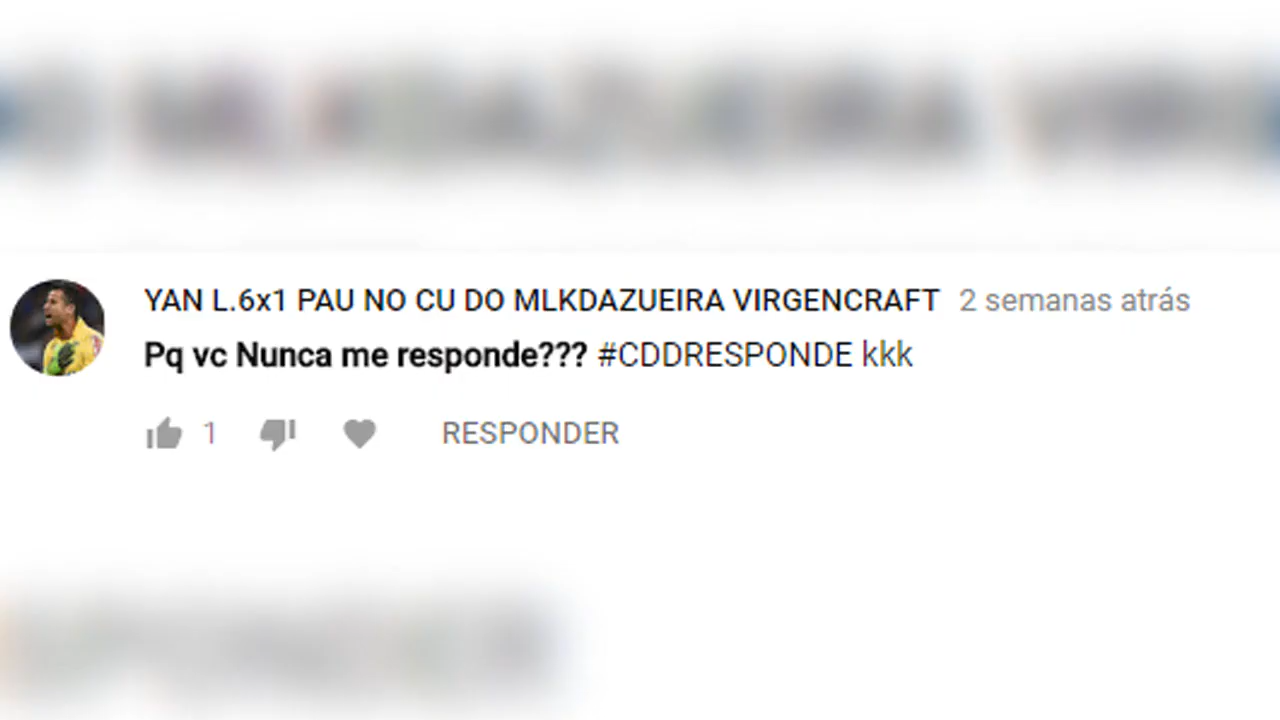 YAN L.6x1 PAU NO CU DO MLKDAZUEIRA VIRGENCRAFT 2 semanas atrás
Pq vc Nunca me responde??? #CDDRESPONDE kkk
1 RESPONDER